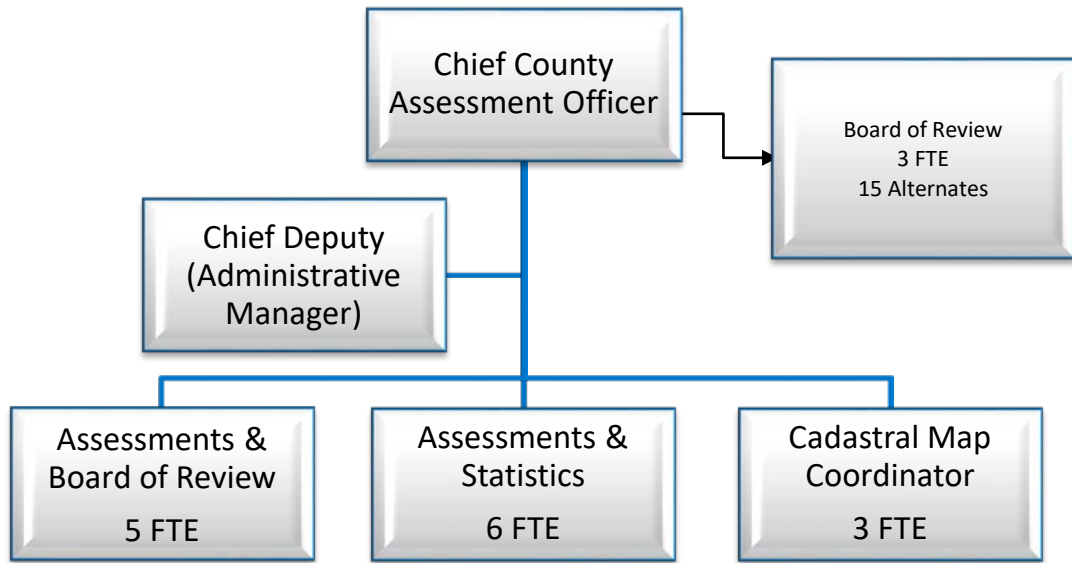 Chief County
Assessment Officer
Board of Review
3 FTE
15 Alternates
Chief Deputy
(Administrative
Manager)
Assessments &
Board of Review
5 FTE
Assessments &
Statistics
6 FTE
Cadastral Map
Coordinator
3 FTE